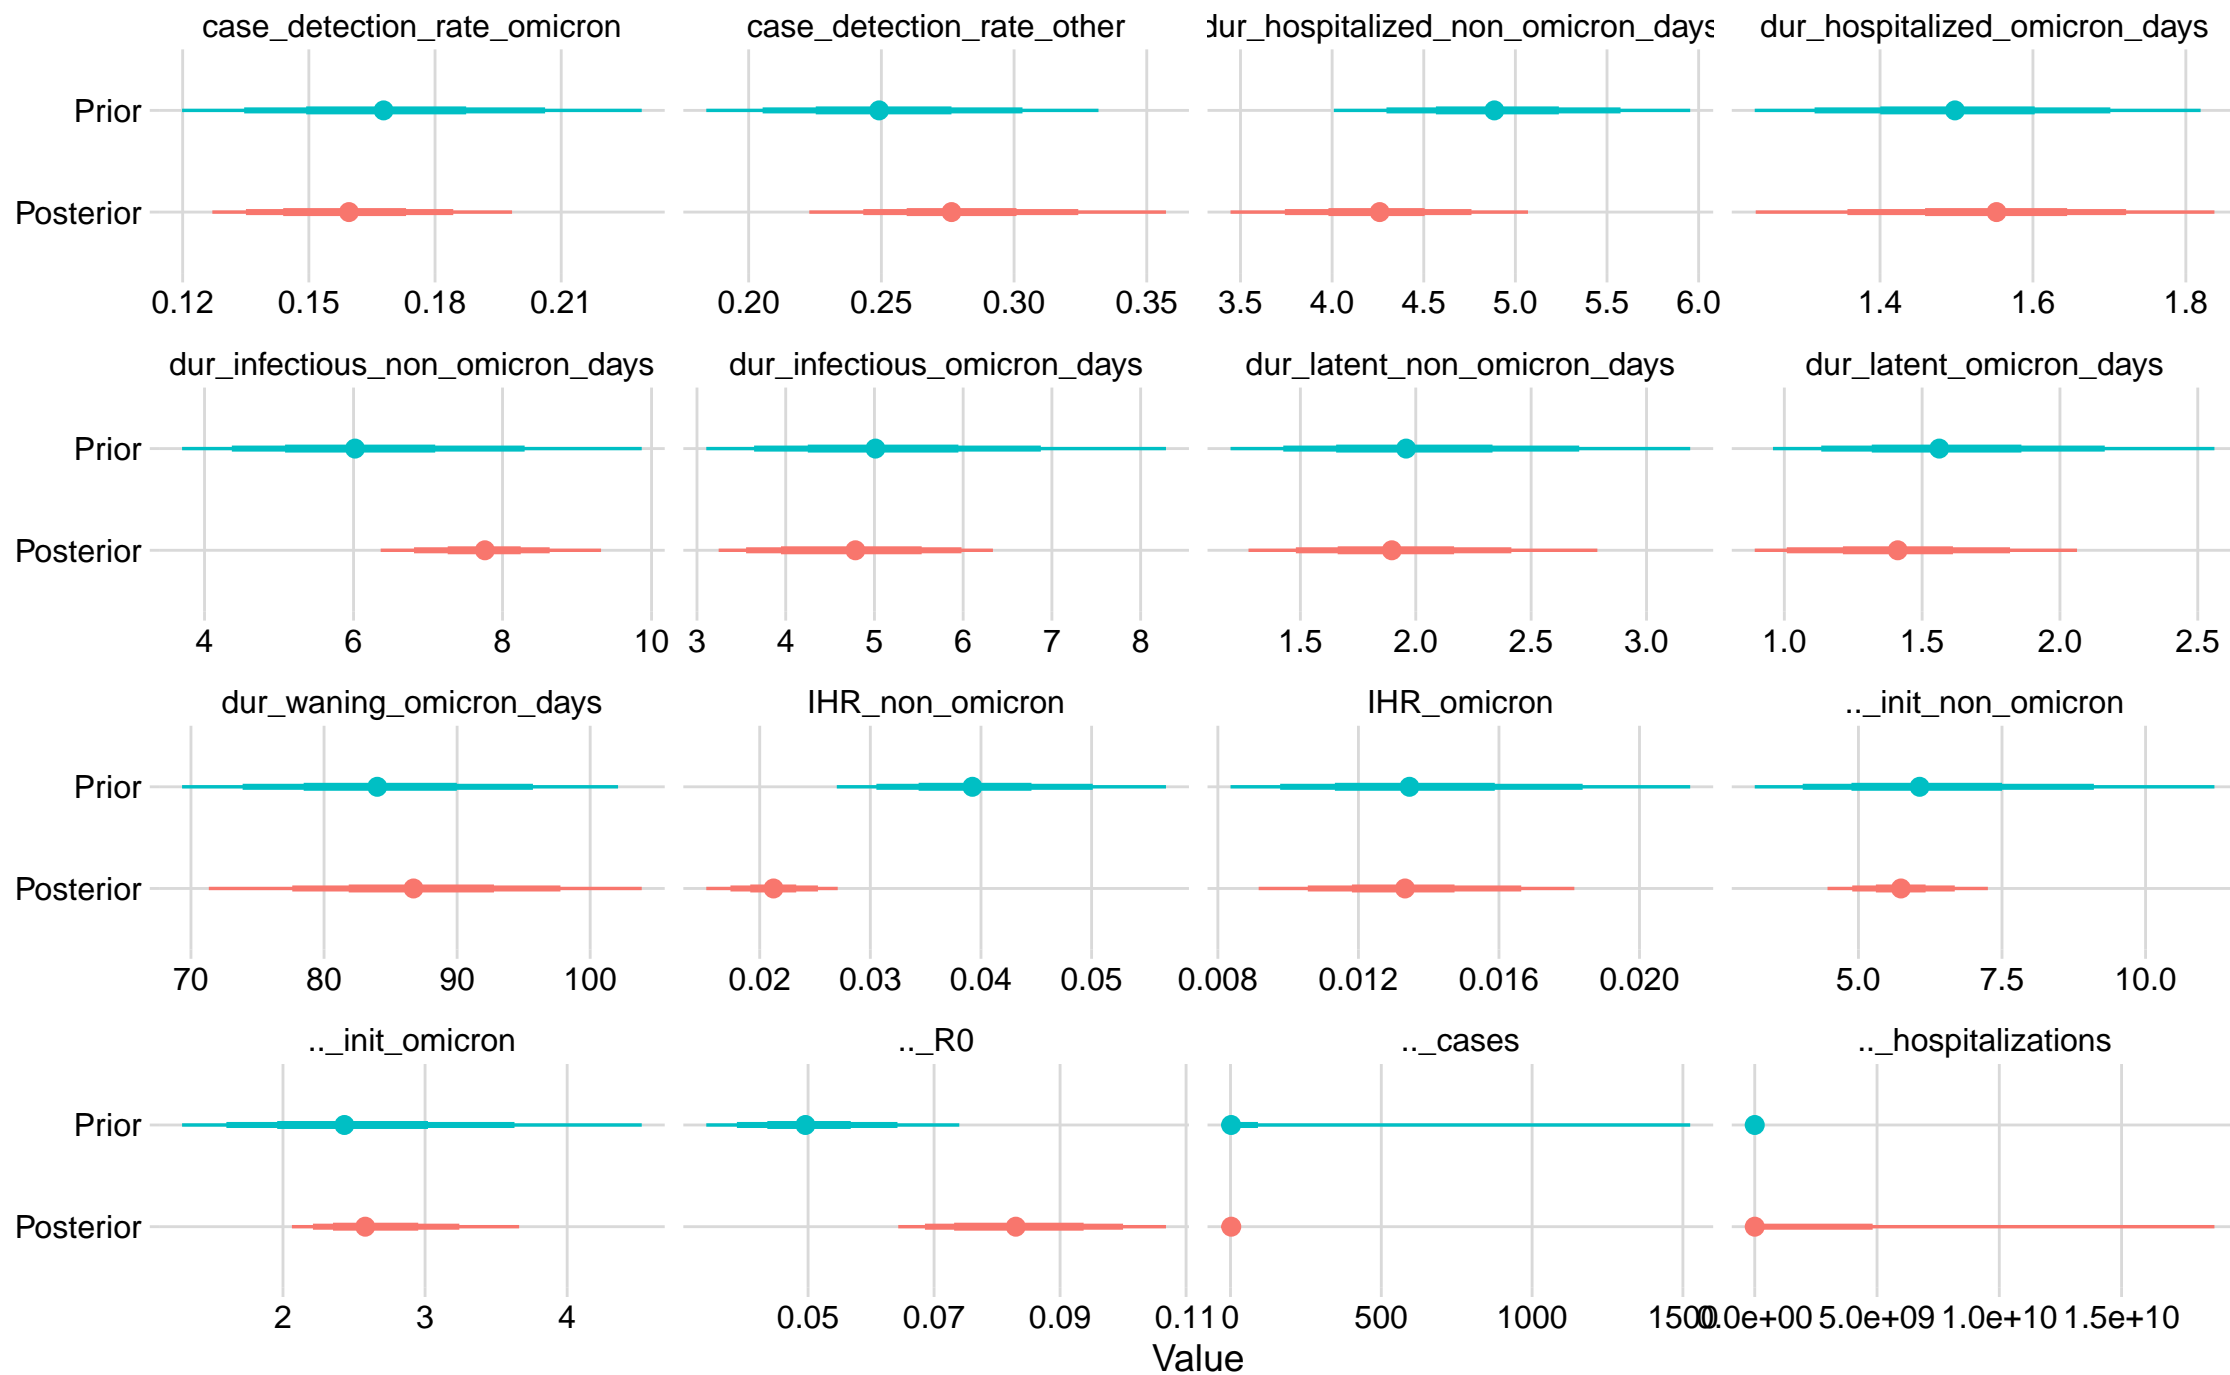 case_detection_rate_omicron case_detection_rate_other dur_hospitalized_non_omicron_days dur_hospitalized_omicron_days
Prior
Posterior
0.12 0.15 0.18 0.21 0.20 0.25 0.30 0.35 3.5 4.0 4.5 5.0 5.5 6.0 1.4 1.6 1.8
dur_infectious_non_omicron_days dur_infectious_omicron_days dur_latent_non_omicron_days dur_latent_omicron_days
Prior
Posterior
4 6 8 10 3 4 5 6 7 8 1.5 2.0 2.5 3.0 1.0 1.5 2.0 2.5
dur_waning_omicron_days IHR_non_omicron IHR_omicron .._init_non_omicron
Prior
Posterior
70 80 90 100 0.02 0.03 0.04 0.05 0.008 0.012 0.016 0.020 5.0 7.5 10.0
.._init_omicron .._R0 .._cases .._hospitalizations
Prior
Posterior
2 3 4 0.05 0.07 0.09 0.11 0 500 1000 1500 0.0e+00 5.0e+09 1.0e+10 1.5e+10
Value